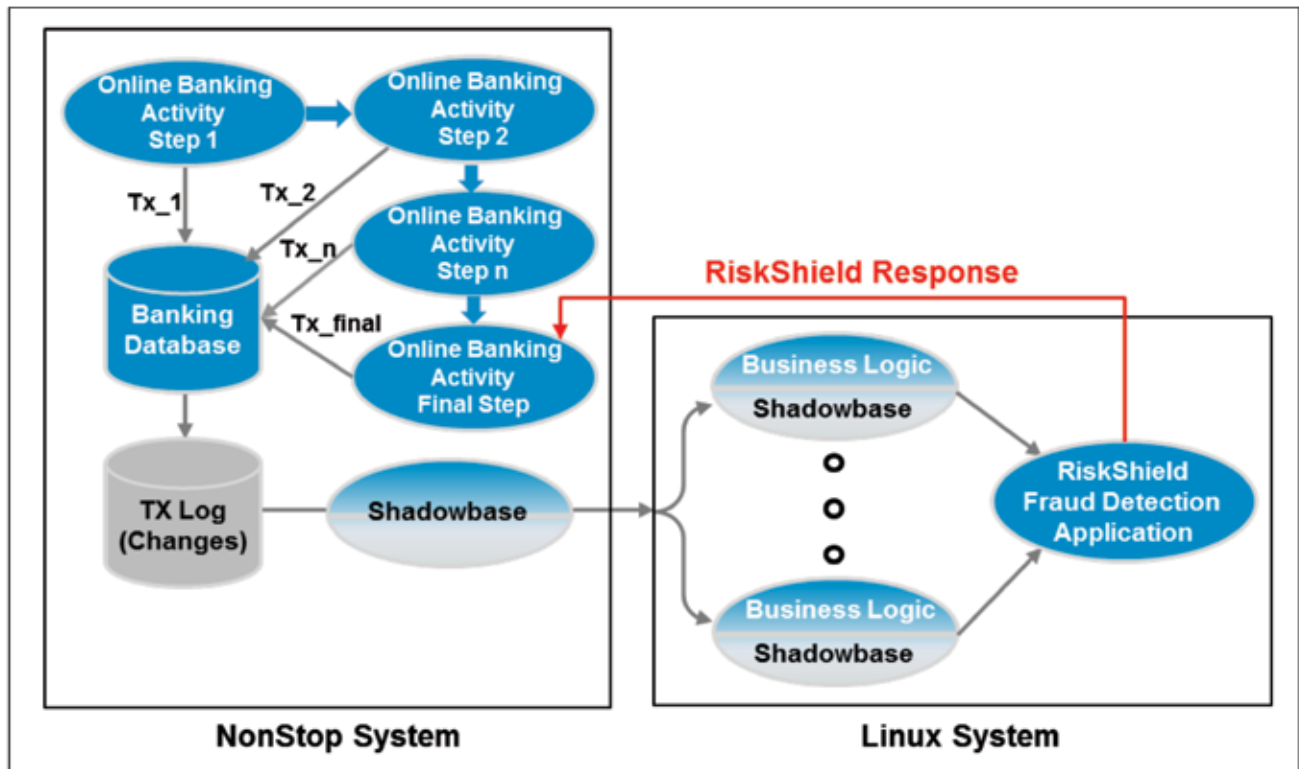 Online Banking
Activity
Step 1
Online Banking
Activity
Step 2
Tx_1
Tx_2
Online Banking
Activity
Step n
Tx_n
Banking
Database
Tx_final
Online Banking
Activity
Final Step
TX Log
(Changes)
Shadowbase
NonStop System
RiskShield Response
Business Logic
Shadowbase
RiskShield
Fraud Detection
Application
Business Logic
Shadowbase
Linux System